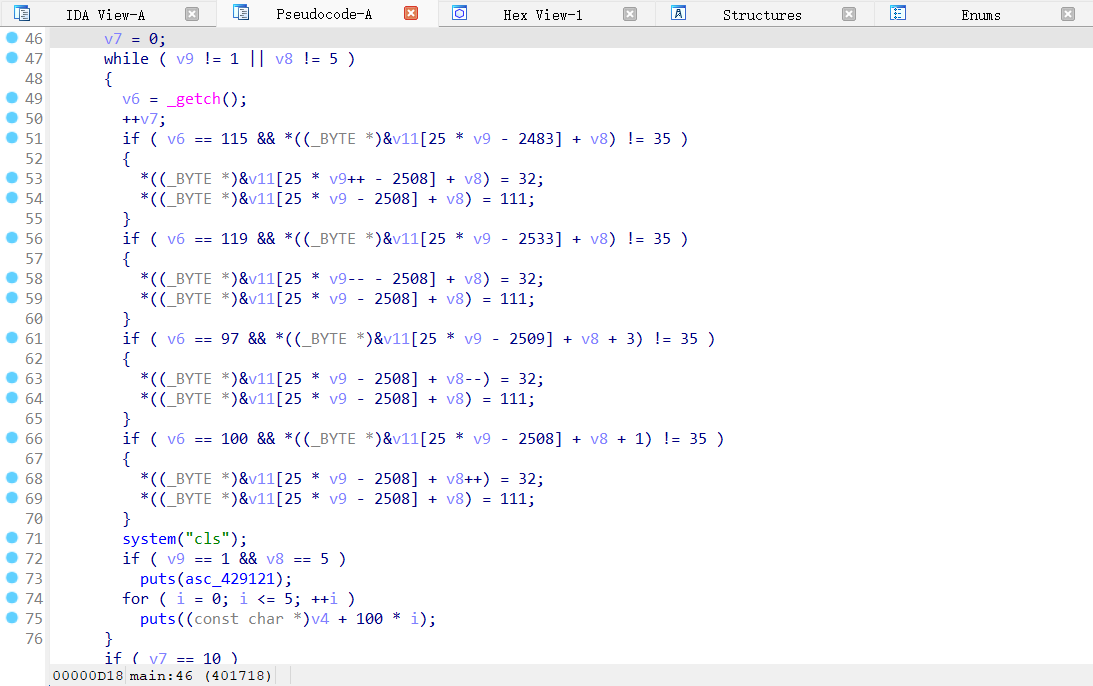 IDA View-A Pseudocode-A Hex View-1 Structures Enums
46 v7 = 0;
47 while ( v9 != 1 || v8 != 5 )
48 {
49 v6 = _getch();
50 ++v7;
51 if ( v6 == 115 && *((_BYTE *)&v11[25 * v9 - 2483] + v8) != 35 )
52 {
53 *((_BYTE *)&v11[25 * v9++ - 2508] + v8) = 32;
54 *((_BYTE *)&v11[25 * v9 - 2508] + v8) = 111;
55 }
56 if ( v6 == 119 && *((_BYTE *)&v11[25 * v9 - 2533] + v8) != 35 )
57 {
58 *((_BYTE *)&v11[25 * v9-- - 2508] + v8) = 32;
59 *((_BYTE *)&v11[25 * v9 - 2508] + v8) = 111;
60 }
61 if ( v6 == 97 && *((_BYTE *)&v11[25 * v9 - 2509] + v8 + 3) != 35 )
62 {
63 *((_BYTE *)&v11[25 * v9 - 2508] + v8--) = 32;
64 *((_BYTE *)&v11[25 * v9 - 2508] + v8) = 111;
65 }
66 if ( v6 == 100 && *((_BYTE *)&v11[25 * v9 - 2508] + v8 + 1) != 35 )
67 {
68 *((_BYTE *)&v11[25 * v9 - 2508] + v8++) = 32;
69 *((_BYTE *)&v11[25 * v9 - 2508] + v8) = 111;
70 }
71 system("cls");
72 if ( v9 == 1 && v8 == 5 )
73 puts(asc_429121);
74 for ( i = 0; i <= 5; ++i )
75 puts((const char *)v4 + 100 * i);
76 }
if ( v7 == 10 )
00000D18 main:46 (401718)